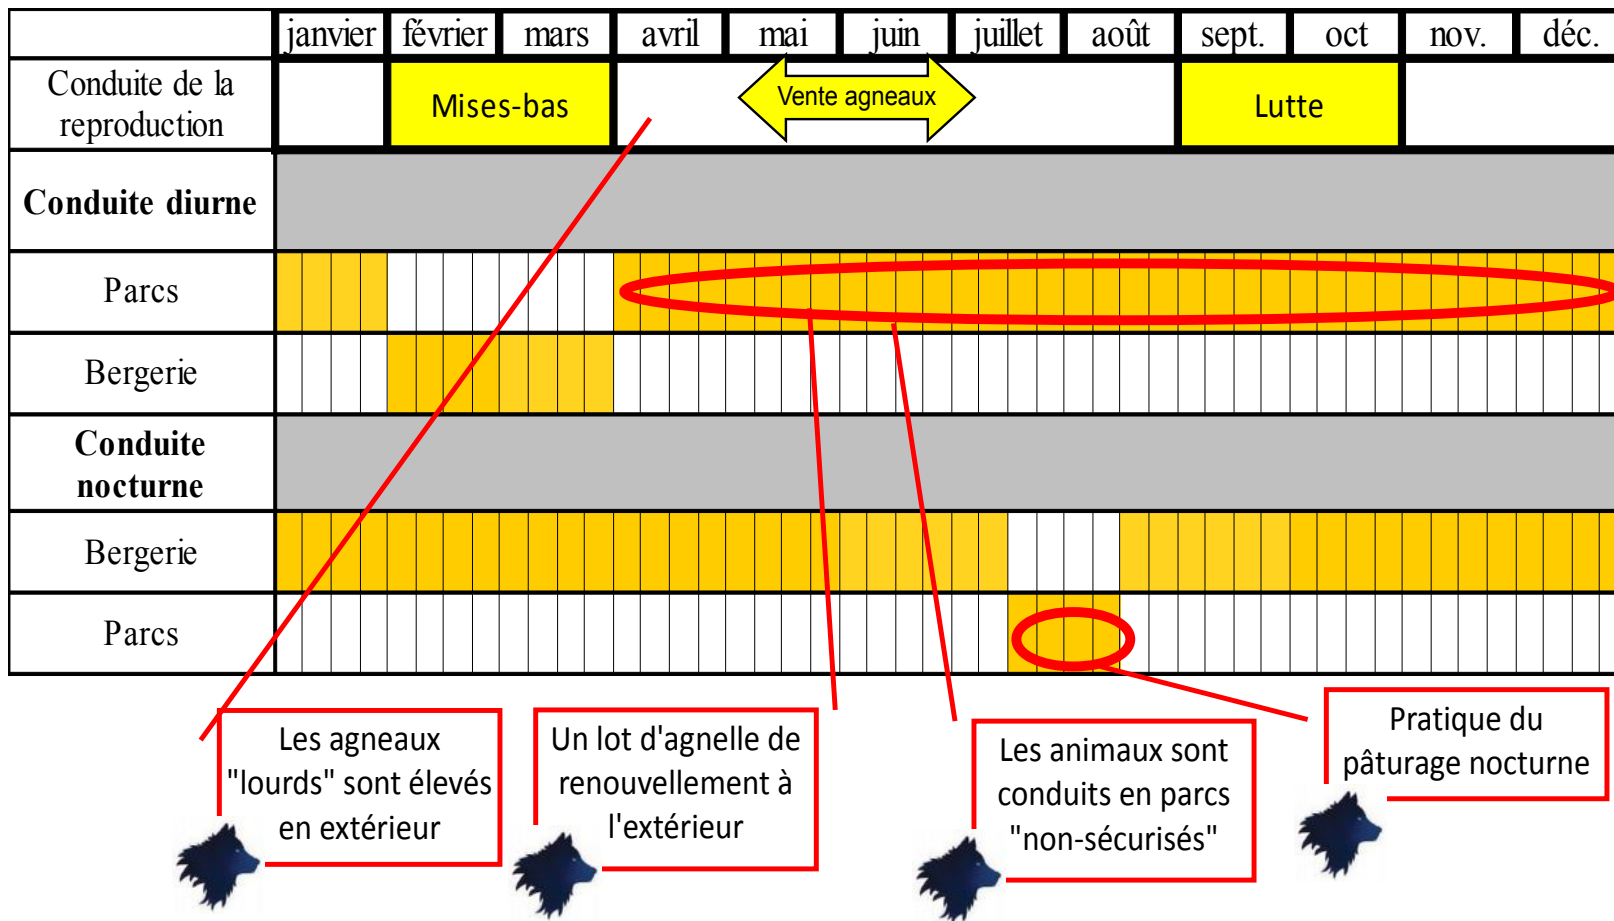 janvier février mars avril mai juin juillet août sept. oct nov. déc.
Conduite de la
reproduction
Mises-bas
Vente agneaux
Lutte
Conduite diurne
Parcs
Bergerie
Conduite
nocturne
Bergerie
Parcs
Les agneaux
"lourds" sont élevés
en extérieur
Un lot d'agnelle de
renouvellement à
l'extérieur
Les animaux sont
conduits en parcs
"non-sécurisés"
Pratique du
pâturage nocturne